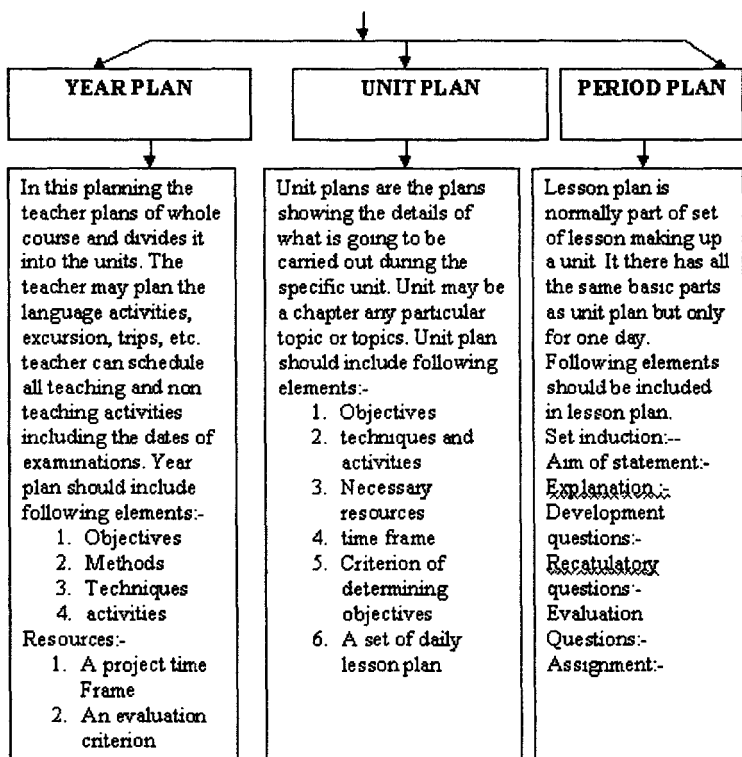 YEAR PLAN
In this planning the
teacher plans of whole
course and divides it
into the units. The
teacher may plan the
language activities,
excursion, trips, etc.
teacher can schedule
all teaching and non
teaching activities
including the dates of
examinations. Year
plan should include
following elements:-
1. Objectives
2. Methods
3. Techniques
4. activities
Resources:-
1. A project time
Frame
2. An evaluation
criterion
UNIT PLAN
Unit plans are the plans
showing the details of
what is going to be
carried out during the
specific unit. Unit may be
a chapter any particular
topic or topics. Unit plan
should include following
elements:-
1. Objectives
2. techniques and
activities
3. Necessary
resources
4. time frame
5. Criterion of
determining
objectives
6. A set of daily
lesson plan
PERIOD PLAN
Lesson plan is
normally part of set
of lesson making up
a unit. It there has all
the same basic parts
as unit plan but only
for one day.
Following elements
should be included
in lesson plan.
Set induction:--
Aim of statement:-
Explanation :-
Development
questions:-
Recatulatory
questions:-
Evaluation
Questions:-
Assignment:-